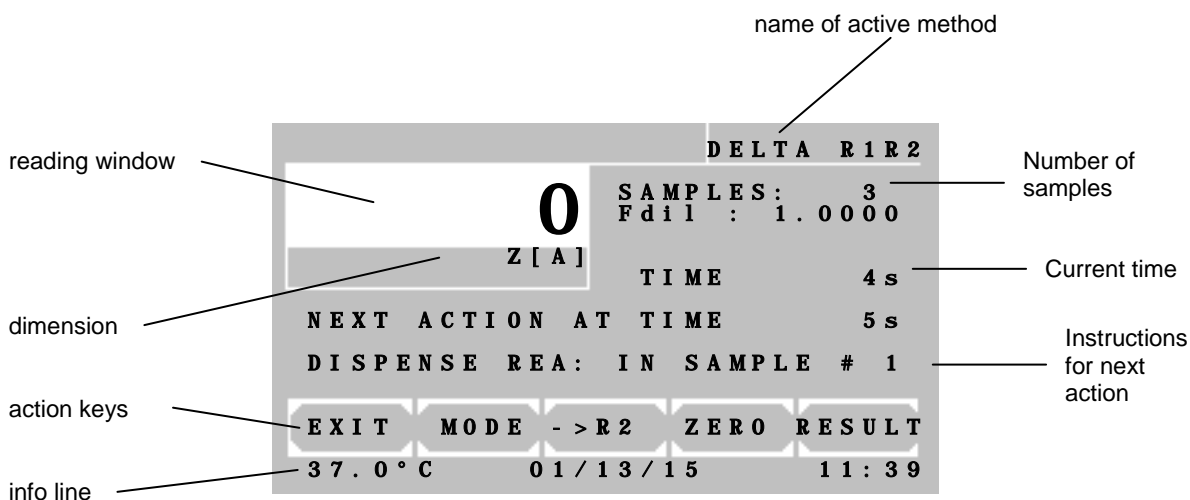 name of active method
DELTA R1R2
reading window
Number of
samples
SAMPLES: 3
0
Fdil : 1.0000
Z[A]
TIME 4s
Current time
dimension
NEXT ACTION AT TIME 5s
Instructions
for next
action
DISPENSE REA: IN SAMPLE # 1
action keys
EXIT MODE ->R2 ZERO RESULT
info line
37.0°C 01/13/15 11:39